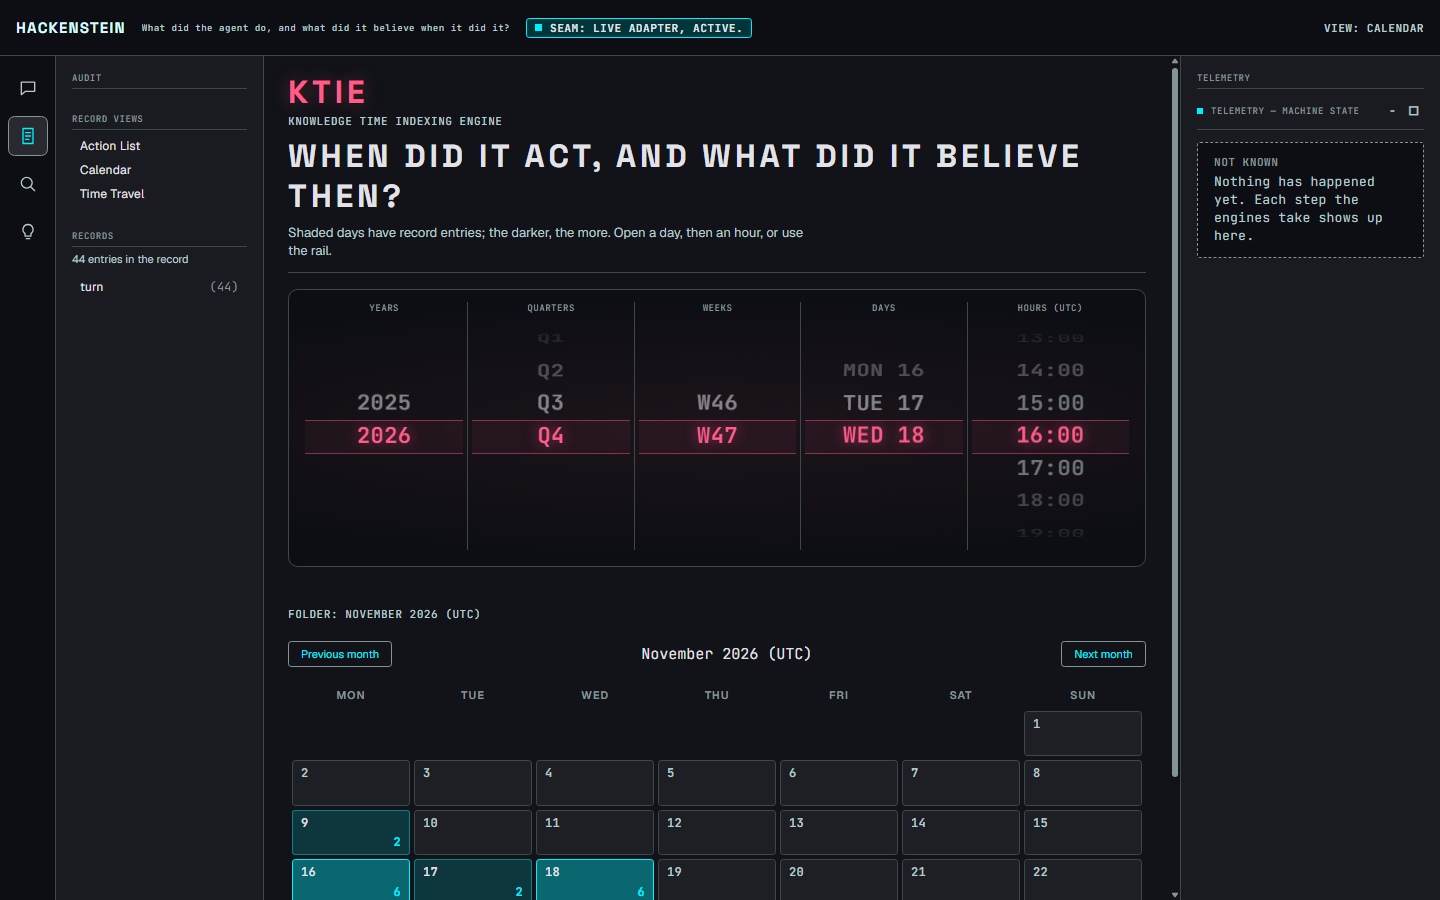 HACKENSTEIN
What did the agent do, and what did it believe when it did it?
SEAM: LIVE ADAPTER, ACTIVE.
VIEW: CALENDAR
AUDIT
RECORD VIEWS
Action List
Calendar
Time Travel
RECORDS
44 entries in the record
turn (44)
KTIE
KNOWLEDGE TIME INDEXING ENGINE
WHEN DID IT ACT, AND WHAT DID IT BELIEVE
THEN?
Shaded days have record entries; the darker, the more. Open a day, then an hour, or use
the rail.
YEARS QUARTERS WEEKS DAYS HOURS (UTC)
Q1 13:00
Q2 MON 16 14:00
2025 Q3 W46 TUE 17 15:00
2026 Q4 W47 WED 18 16:00
17:00
18:00
19:00
FOLDER: NOVEMBER 2026 (UTC)
Previous month November 2026 (UTC) Next month
MON TUE WED THU FRI SAT SUN
1
2 3 4 5 6 7 8
9 10 11 12 13 14 15
2
16 17 18 19 20 21 22
6 2 6
TELEMETRY
TELEMETRY — MACHINE STATE -
NOT KNOWN
Nothing has happened
yet. Each step the
engines take shows up
here.